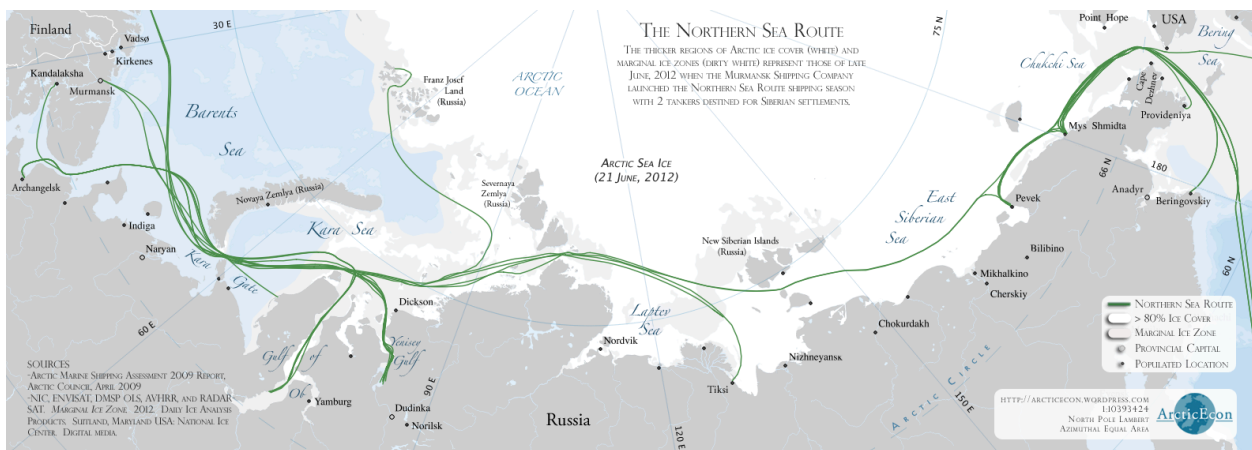 THE NORTHERN SEA ROUTE
THE THICKER REGIONS OF ARCTIC ICE COVER (WHITE) AND
MARGINAL ICE ZONES (DIRTY WHITE) REPRESENT THOSE OF LATE
JUNE, 2012 WHEN THE MURMANSK SHIPPING COMPANY
LAUNCHED THE NORTHERN SEA ROUTE SHIPPING SEASON
WITH 2 TANKERS DESTINED FOR SIBERIAN SETTLEMENTS.
Finland
30 E
Vadsø
Kirkenes
Kandalaksha
Murmansk
Barents
Sea
Franz Josef
Land
(Russia)
ARCTIC
OCEAN
75 N
Point Hope
USA
Bering
Sea
Chukchi Sea
Cape
Dezhnev
Provideniya
Mys Shmidta
ARCTIC SEA ICE
(21 JUNE, 2012)
Archangelsk
Novaya Zemlya (Russia)
Severnaya
Zemlya
(Russia)
66 N
180
Anadyr
Beringovskiy
Pevek
East
Siberian
Sea
Indiga
Naryan
Kara Sea
Kara
Gate
New Siberian Islands
(Russia)
Bilibino
Mikhalkino
Cherskiy
60 N
60 E
Dickson
Laptev
Sea
Chokurdakh
Nordvik
Nizhneyansk
Gulf of
Ob
Yenisey
Gulf
Tiksi
90 E
Yamburg
Dudinka
Norilsk
Russia
120 E
ARCTIC CIRCLE
150 E
NORTHERN SEA ROUTE
> 80% ICE COVER
MARGINAL ICE ZONE
PROVINCIAL CAPITAL
POPULATED LOCATION
SOURCES
-ARCTIC MARINE SHIPPING ASSESSMENT 2009 REPORT,
ARCTIC COUNCIL, APRIL 2009
-NIC, ENVISAT, DMSP OLS, AVHRR, AND RADAR
SAT. MARGINAL ICE ZONE 2012. DAILY ICE ANALYSIS
PRODUCTS. SUITLAND, MARYLAND USA: NATIONAL ICE
CENTER. DIGITAL MEDIA.
HTTP://ARCTICECON.WORDPRESS.COM
1:10393424
NORTH POLE LAMBERT
AZIMUTHAL EQUAL AREA
ArcticEcon